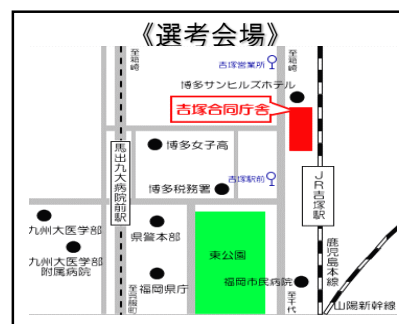 《選考会場》
至箱崎
吉塚営業所
至箱崎
博多サンヒルズホテル
吉塚合同庁舎
馬出九大病院前駅
博多女子高
吉塚駅前
JR吉塚駅
博多税務署
九州大医学部
県警本部
東公園
鹿児島本線
九州大医学部
附属病院
福岡県庁
福岡市民病院
至千代
山陽新幹線